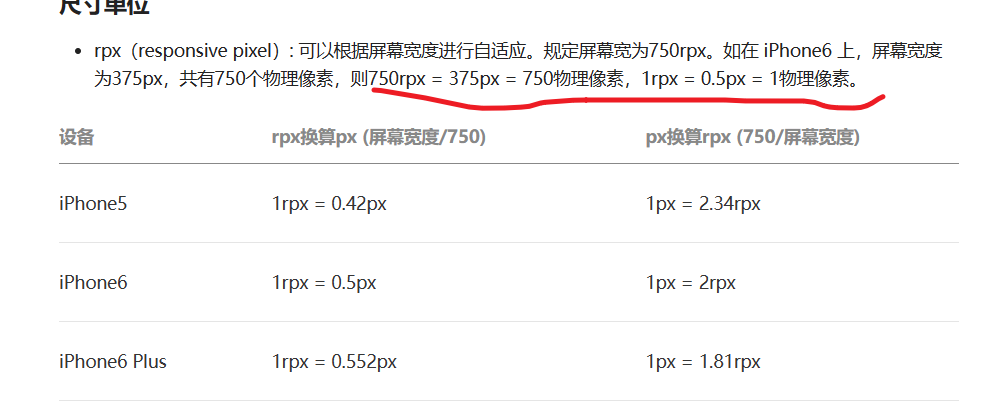 尺寸单位
• rpx（responsive pixel）: 可以根据屏幕宽度进行自适应。规定屏幕宽为750rpx。如在 iPhone6 上，屏幕宽度
为375px，共有750个物理像素，则750rpx = 375px = 750物理像素，1rpx = 0.5px = 1物理像素。
设备 rpx换算px (屏幕宽度/750) px换算rpx (750/屏幕宽度)
iPhone5 1rpx = 0.42px 1px = 2.34rpx
iPhone6 1rpx = 0.5px 1px = 2rpx
iPhone6 Plus 1rpx = 0.552px 1px = 1.81rpx